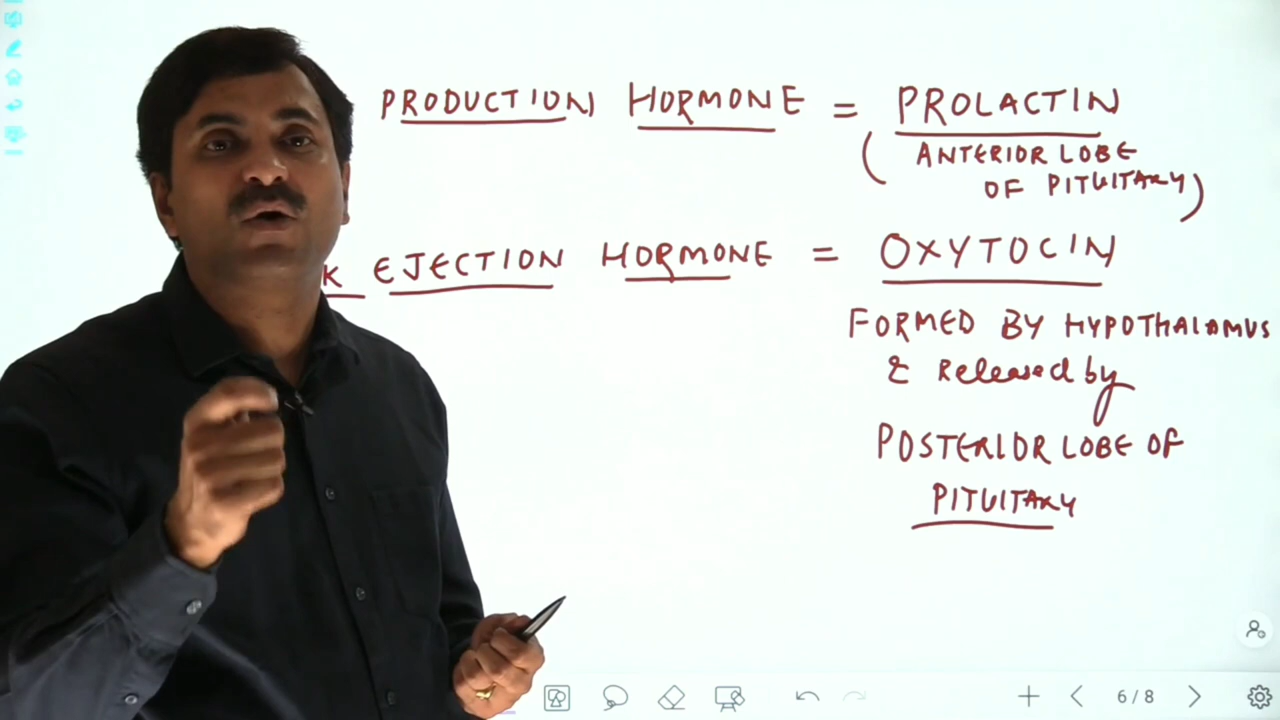 PRODUCTION HORMONE = PROLACTIN
( ANTERIOR LOBE
OF PITUITARY )
K EJECTION HORMONE = OXYTOCIN
FORMED BY HYPOTHALAMUS
& Released by
POSTERIOR LOBE OF
PITUITARY
6/8